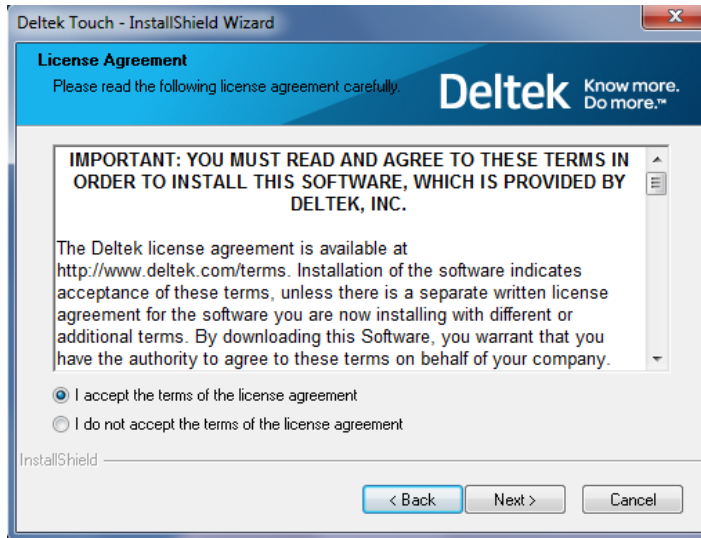 Deltek Touch - InstallShield Wizard
License Agreement
Please read the following license agreement carefully.
Deltek Know more.
Do more.™
IMPORTANT: YOU MUST READ AND AGREE TO THESE TERMS IN
ORDER TO INSTALL THIS SOFTWARE, WHICH IS PROVIDED BY
DELTEK, INC.
The Deltek license agreement is available at
http://www.deltek.com/terms. Installation of the software indicates
acceptance of these terms, unless there is a separate written license
agreement for the software you are now installing with different or
additional terms. By downloading this Software, you warrant that you
have the authority to agree to these terms on behalf of your company.
I accept the terms of the license agreement
I do not accept the terms of the license agreement
InstallShield
< Back Next > Cancel